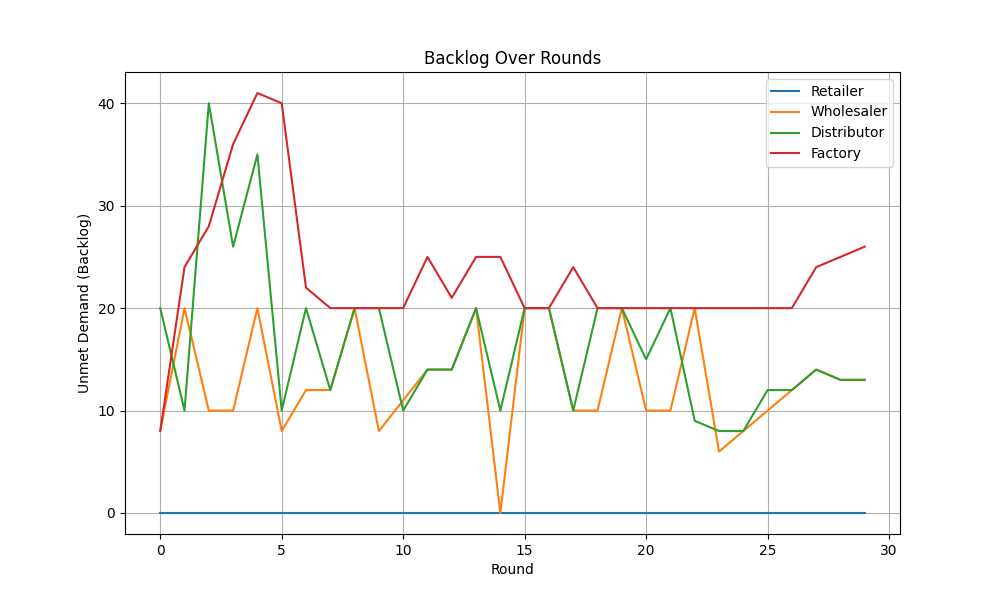 Backlog Over Rounds
Retailer
Wholesaler
Distributor
Factory
Unmet Demand (Backlog)
40
30
20
10
0
0 5 10 15 20 25 30
Round